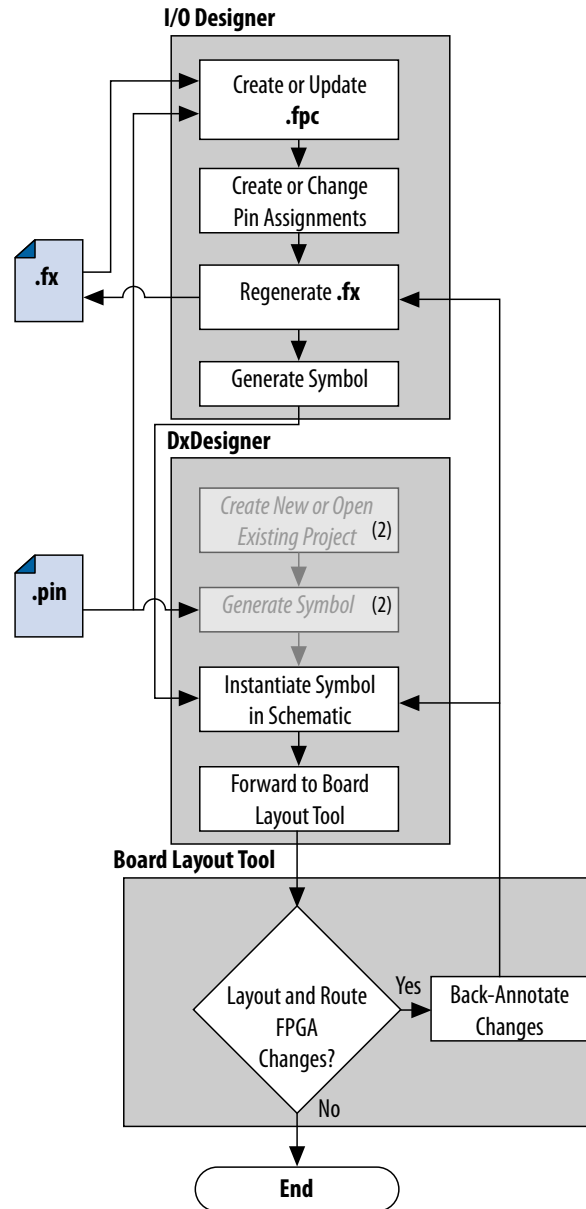 I/O Designer
Create or Update
.fpc
Create or Change
Pin Assignments
.fx
Regenerate .fx
Generate Symbol
DxDesigner
Create New or Open
Existing Project (2)
.pin
Generate Symbol (2)
Instantiate Symbol
in Schematic
Forward to Board
Layout Tool
Board Layout Tool
Layout and Route
FPGA
Changes?
Yes
Back-Annotate
Changes
No
End